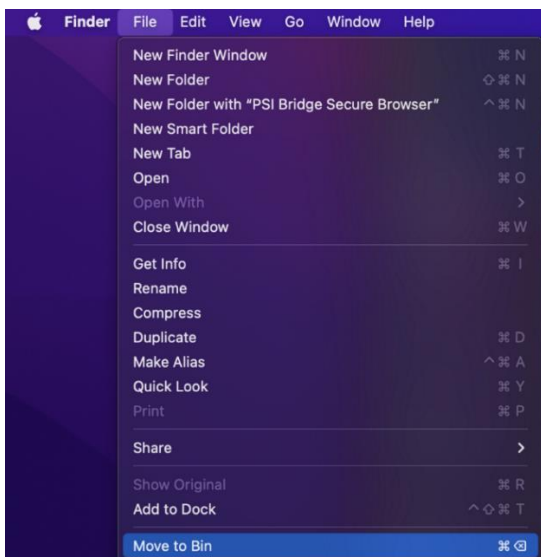 Finder File Edit View Go Window Help
New Finder Window ⌘ N
New Folder ⇧ ⌘ N
New Folder with “PSI Bridge Secure Browser” ^ ⌘ N
New Smart Folder
New Tab ⌘ T
Open ⌘ O
Open With >
Close Window ⌘ W
Get Info ⌘ I
Rename
Compress
Duplicate ⌘ D
Make Alias ^ ⌘ A
Quick Look ⌘ Y
Print ⌘ P
Share >
Show Original ⌘ R
Add to Dock ^ ⇧ ⌘ T
Move to Bin ⌘ ⌫